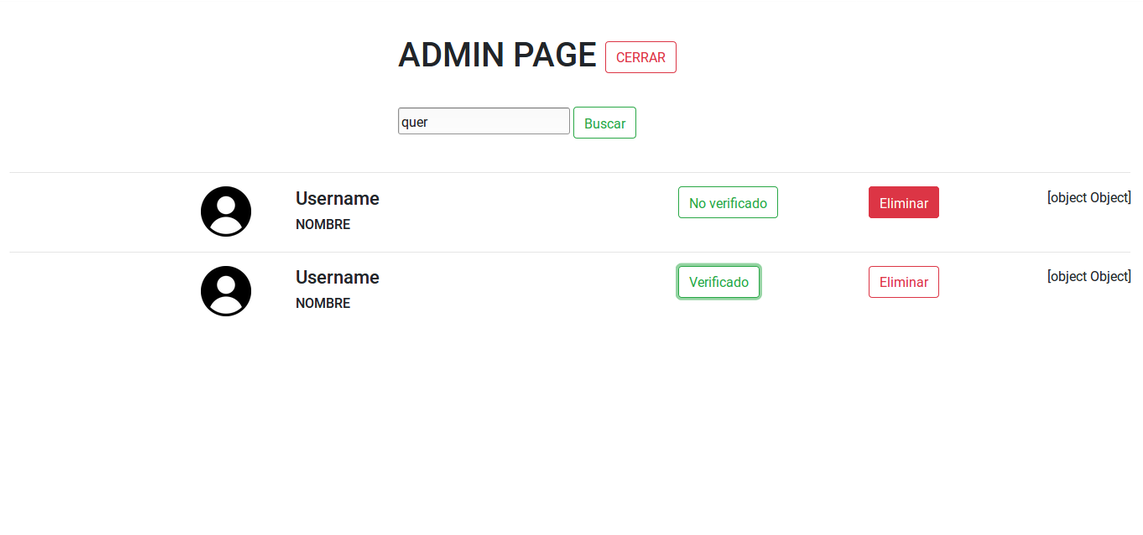 ADMIN PAGE CERRAR
quer Buscar
Username No verificado Eliminar [object Object]
NOMBRE
Username Verificado Eliminar [object Object]
NOMBRE